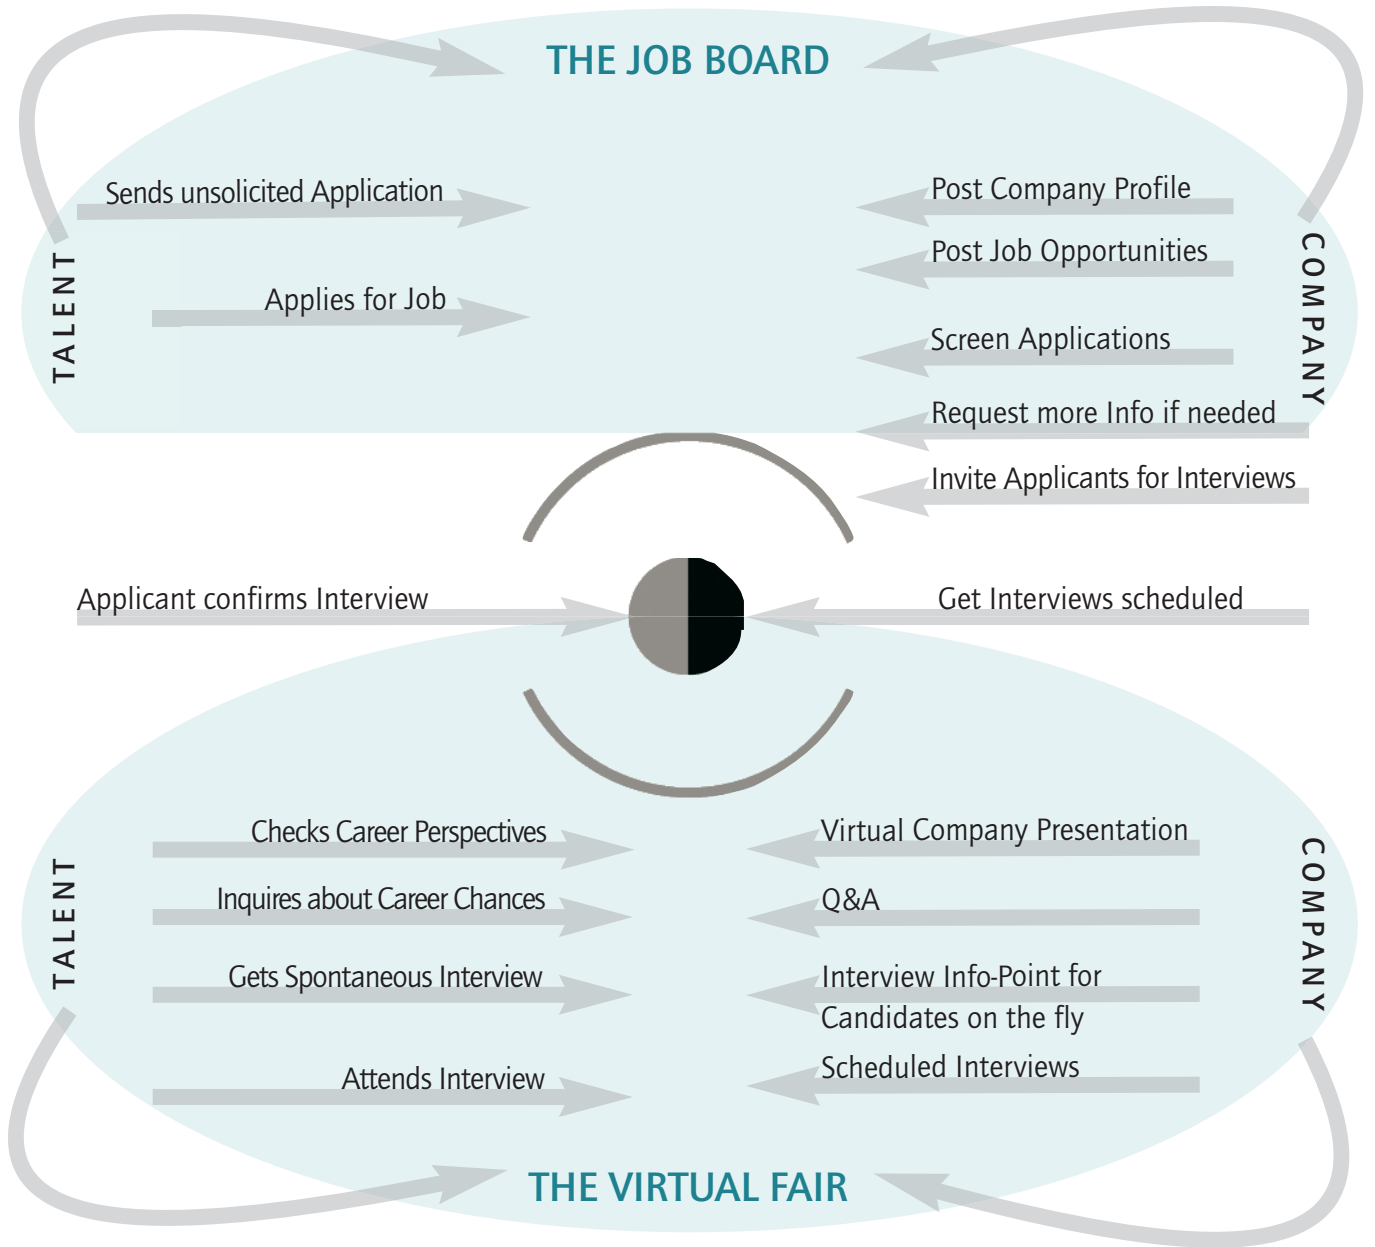 THE JOB BOARD
Sends unsolicited Application
Applies for Job
TALENT
Post Company Profile
Post Job Opportunities
Screen Applications
Request more Info if needed
Invite Applicants for Interviews
COMPANY
Applicant confirms Interview
Get Interviews scheduled
TALENT
Checks Career Perspectives
Inquires about Career Chances
Gets Spontaneous Interview
Attends Interview
Virtual Company Presentation
Q&A
Interview Info-Point for
Candidates on the fly
Scheduled Interviews
COMPANY
THE VIRTUAL FAIR